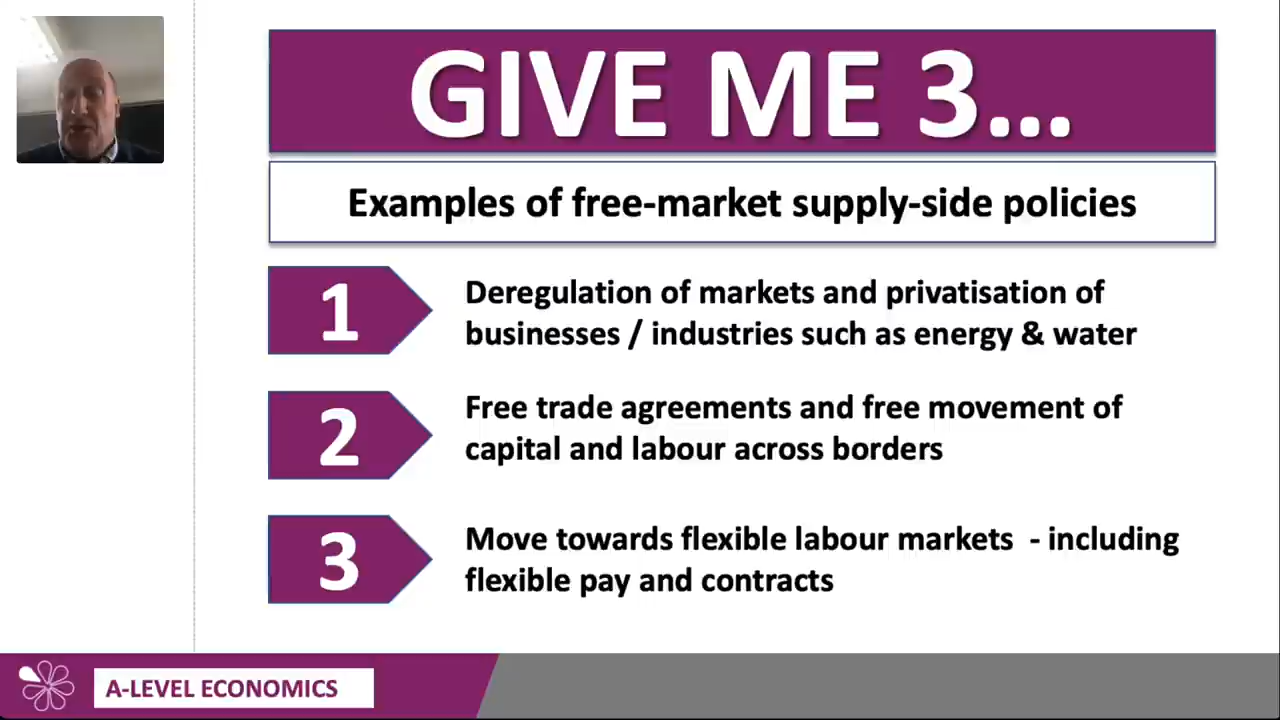 GIVE ME 3...
Examples of free-market supply-side policies
1
Deregulation of markets and privatisation of
businesses / industries such as energy & water
2
Free trade agreements and free movement of
capital and labour across borders
3
Move towards flexible labour markets - including
flexible pay and contracts
A-LEVEL ECONOMICS